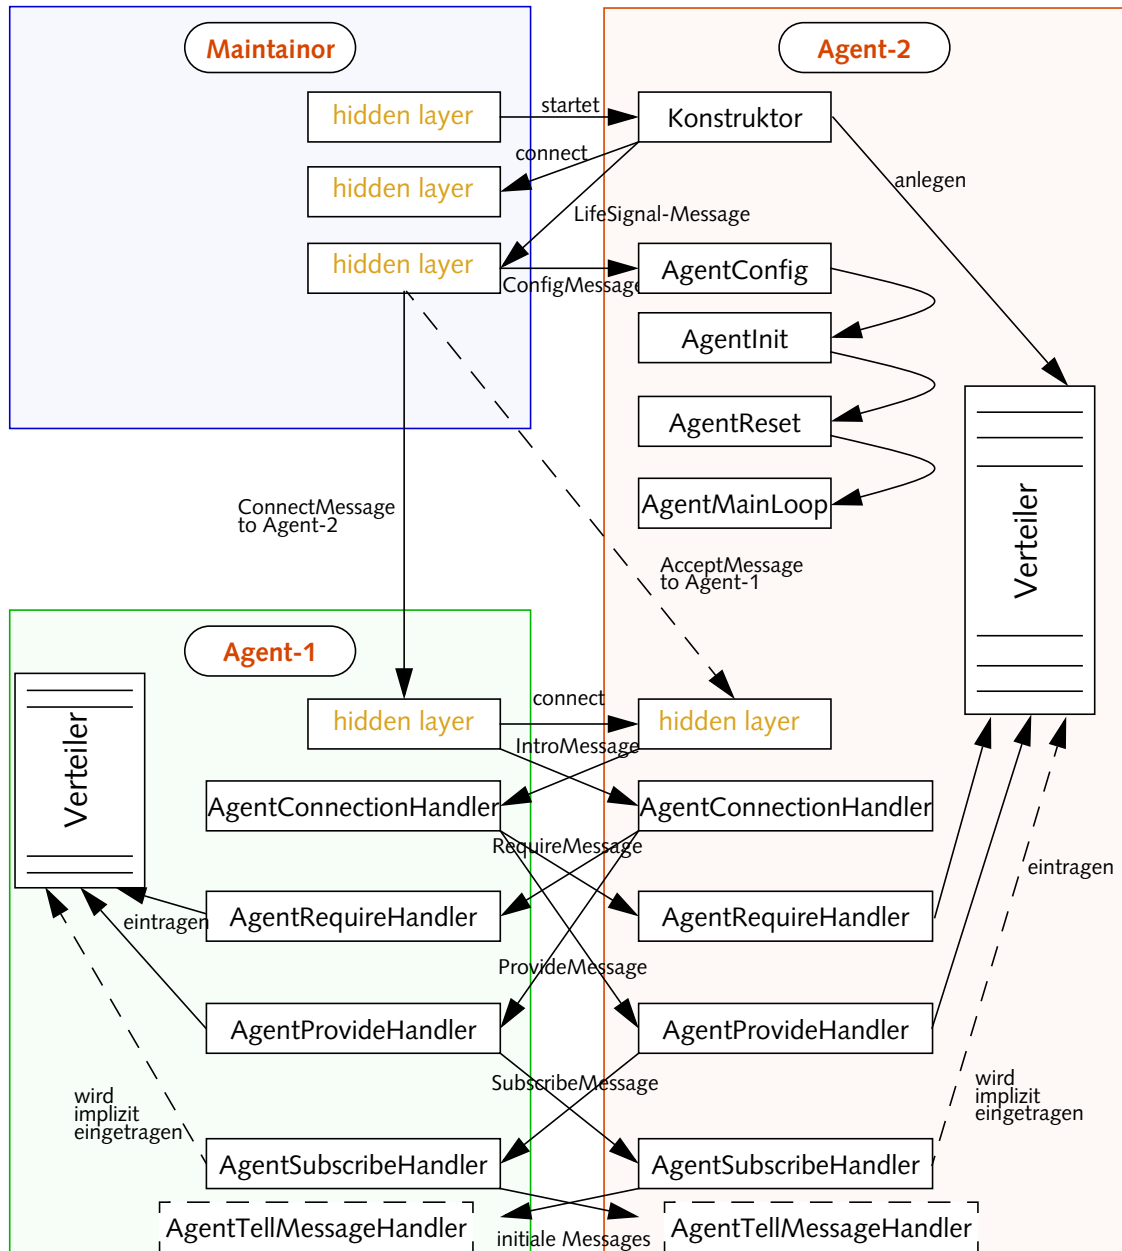 Maintainor
Agent-2
hidden layer
startet
Konstruktor
connect
hidden layer
anlegen
LifeSignal-Message
hidden layer
ConfigMessage
AgentConfig
AgentInit
AgentReset
AgentMainLoop
Verteiler
ConnectMessage
to Agent-2
AcceptMessage
to Agent-1
Agent-1
Verteiler
hidden layer
connect
hidden layer
IntroMessage
AgentConnectionHandler
AgentConnectionHandler
RequireMessage
eintragen
AgentRequireHandler
AgentRequireHandler
eintragen
ProvideMessage
AgentProvideHandler
AgentProvideHandler
SubscribeMessage
wird
implizit
eingetragen
wird
implizit
eingetragen
AgentSubscribeHandler
AgentSubscribeHandler
AgentTellMessageHandler
initiale Messages
AgentTellMessageHandler